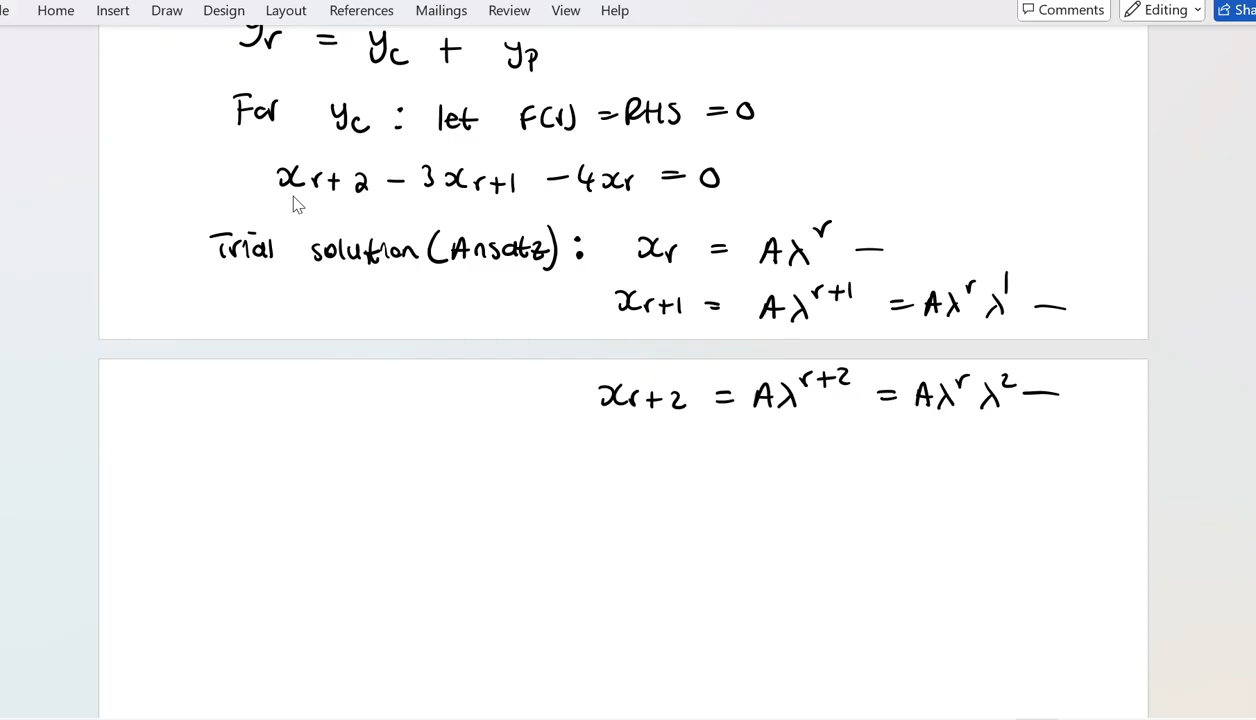 Home Insert Draw Design Layout References Mailings Review View Help Comments Editing
yr = yc + yp
For yc : let F(r) = RHS = 0
xr+2 - 3xr+1 - 4xr = 0
Trial solution (Ansatz) : xr = Aλ^r —
xr+1 = Aλ^r+1 = Aλ^r λ^1 —
xr+2 = Aλ^r+2 = Aλ^r λ^2 —